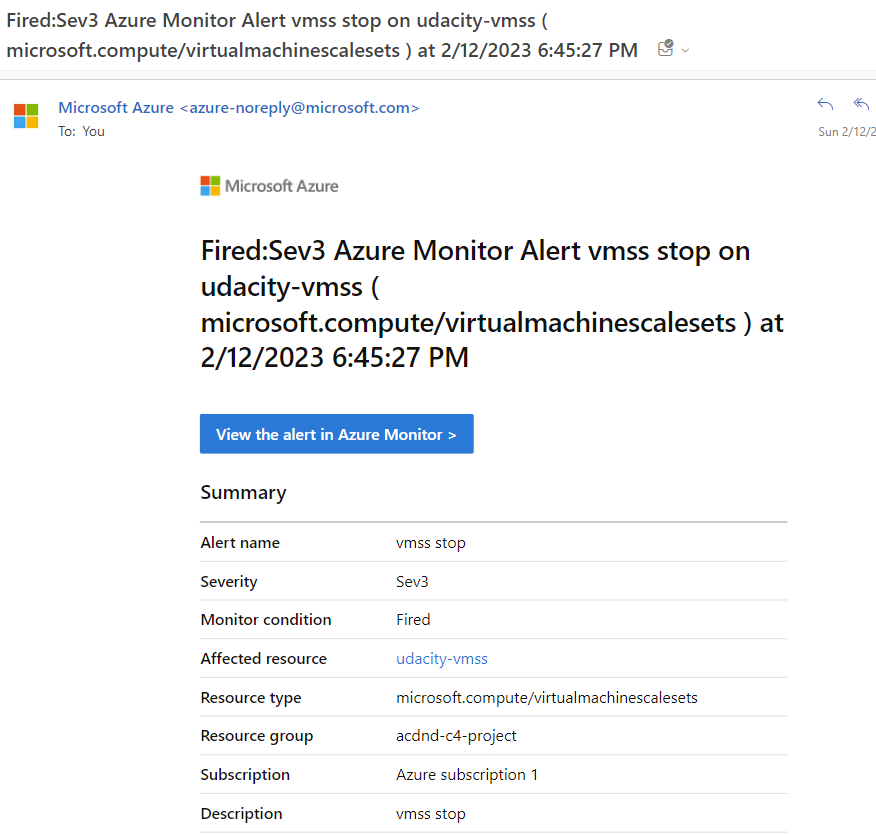 Fired:Sev3 Azure Monitor Alert vmss stop on udacity-vmss (
microsoft.compute/virtualmachinescalesets ) at 2/12/2023 6:45:27 PM
Microsoft Azure <azure-noreply@microsoft.com>
To: You
Sun 2/12/2
Microsoft Azure
Fired:Sev3 Azure Monitor Alert vmss stop on
udacity-vmss (
microsoft.compute/virtualmachinescalesets ) at
2/12/2023 6:45:27 PM
View the alert in Azure Monitor >
Summary
Alert name vmss stop
Severity Sev3
Monitor condition Fired
Affected resource udacity-vmss
Resource type microsoft.compute/virtualmachinescalesets
Resource group acdnd-c4-project
Subscription Azure subscription 1
Description vmss stop